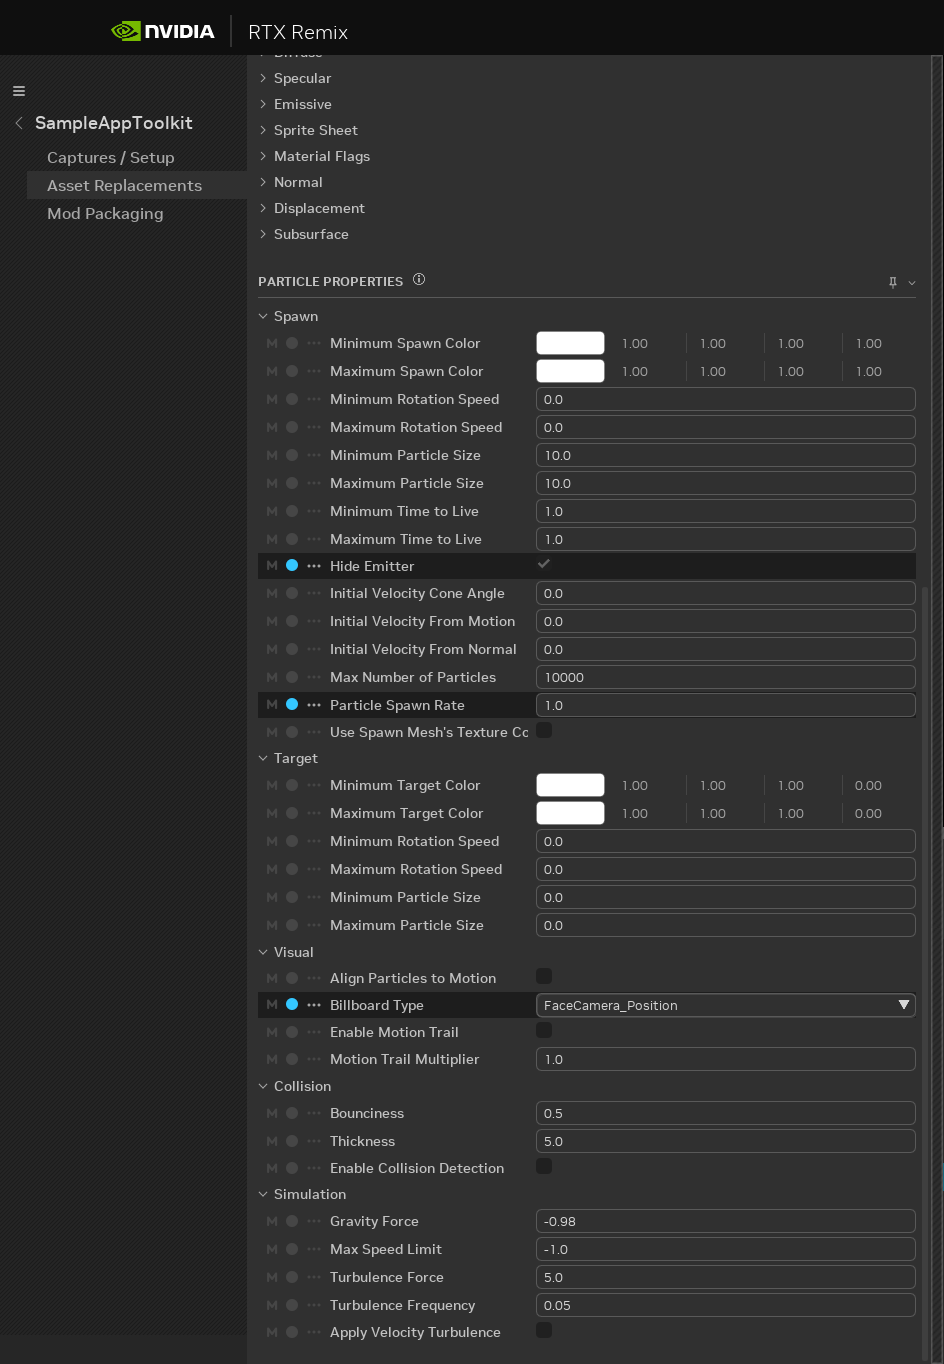 NVIDIA RTX Remix
Diffuse
Specular
Emissive
SampleAppToolkit
Sprite Sheet
Captures / Setup
Material Flags
Asset Replacements
Normal
Mod Packaging
Displacement
Subsurface
PARTICLE PROPERTIES
Spawn
M Minimum Spawn Color 1.00 1.00 1.00 1.00
M Maximum Spawn Color 1.00 1.00 1.00 1.00
M Minimum Rotation Speed 0.0
M Maximum Rotation Speed 0.0
M Minimum Particle Size 10.0
M Maximum Particle Size 10.0
M Minimum Time to Live 1.0
M Maximum Time to Live 1.0
M Hide Emitter
M Initial Velocity Cone Angle 0.0
M Initial Velocity From Motion 0.0
M Initial Velocity From Normal 0.0
M Max Number of Particles 10000
M Particle Spawn Rate 1.0
M Use Spawn Mesh's Texture Co
Target
M Minimum Target Color 1.00 1.00 1.00 0.00
M Maximum Target Color 1.00 1.00 1.00 0.00
M Minimum Rotation Speed 0.0
M Maximum Rotation Speed 0.0
M Minimum Particle Size 0.0
M Maximum Particle Size 0.0
Visual
M Align Particles to Motion
M Billboard Type FaceCamera_Position
M Enable Motion Trail
M Motion Trail Multiplier 1.0
Collision
M Bounciness 0.5
M Thickness 5.0
M Enable Collision Detection
Simulation
M Gravity Force -0.98
M Max Speed Limit -1.0
M Turbulence Force 5.0
M Turbulence Frequency 0.05
M Apply Velocity Turbulence